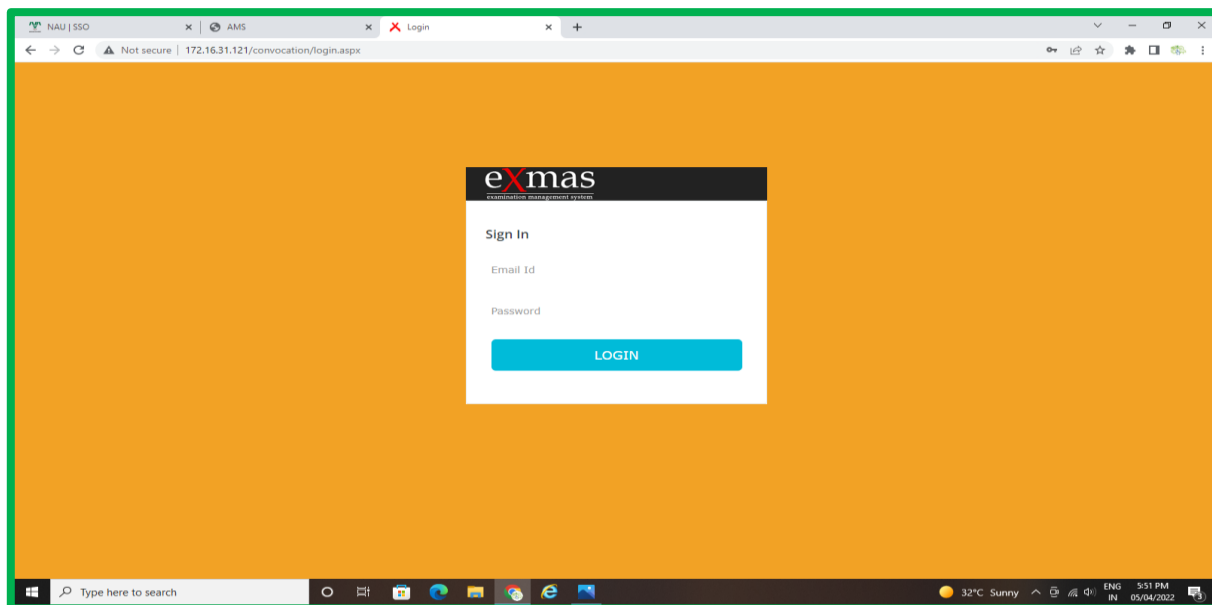 NAU | SSO
AMS
Login
Not secure | 172.16.31.121/convocation/login.aspx
eXmas
examination management system
Sign In
Email Id
Password
LOGIN
Type here to search
32°C Sunny
ENG
IN
5:51 PM
05/04/2022
3